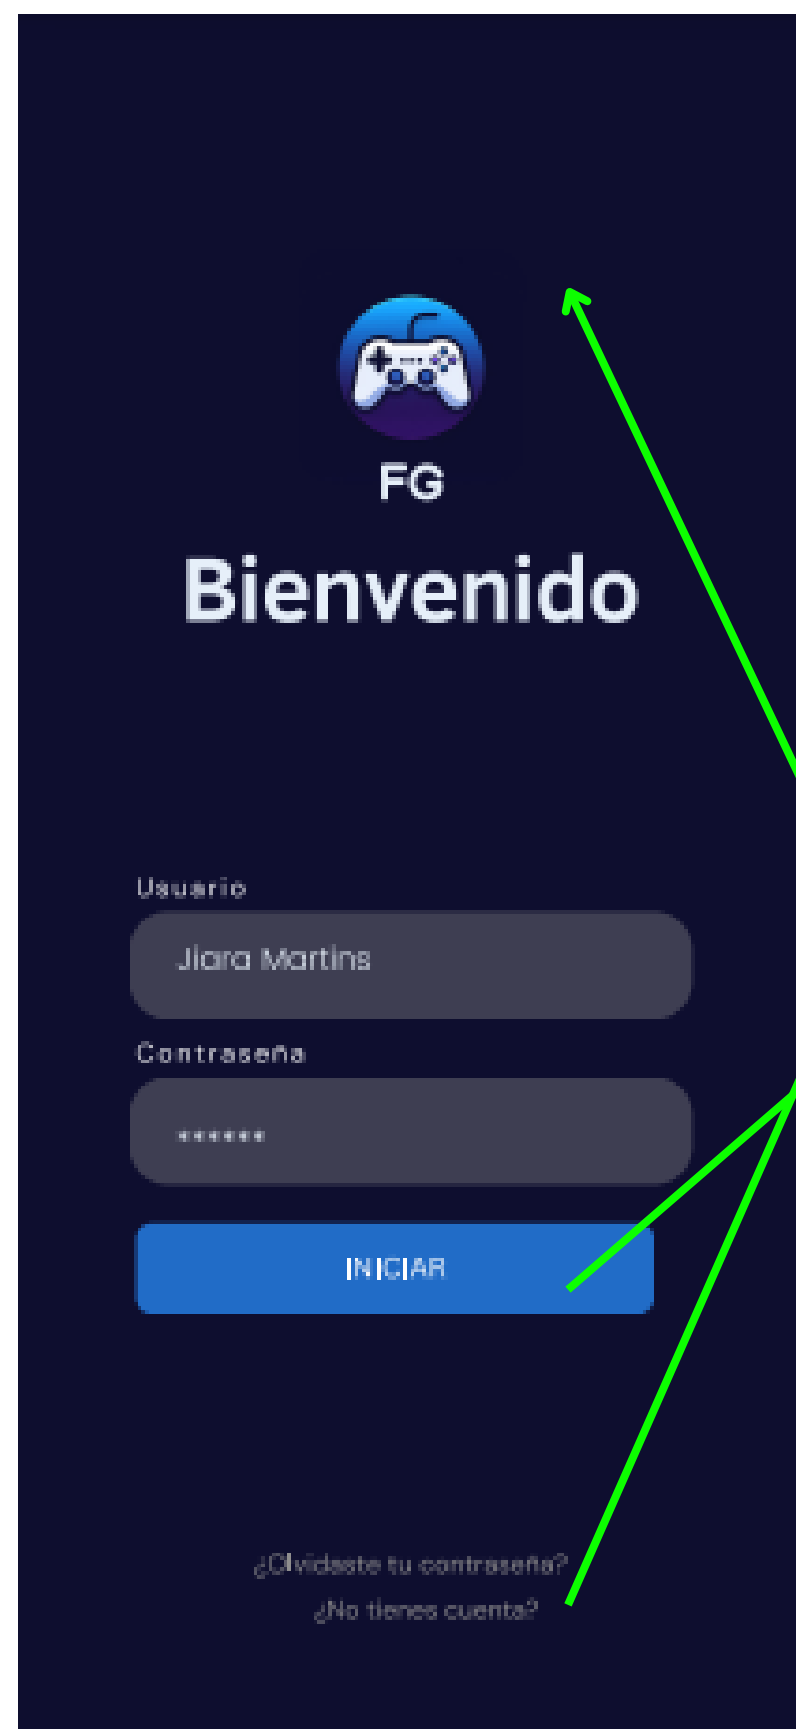 FG
Bienvenido
Usuario
Jiara Martins
Contraseña
******
INICIAR
¿Olvidaste tu contraseña?
¿No tienes cuenta?